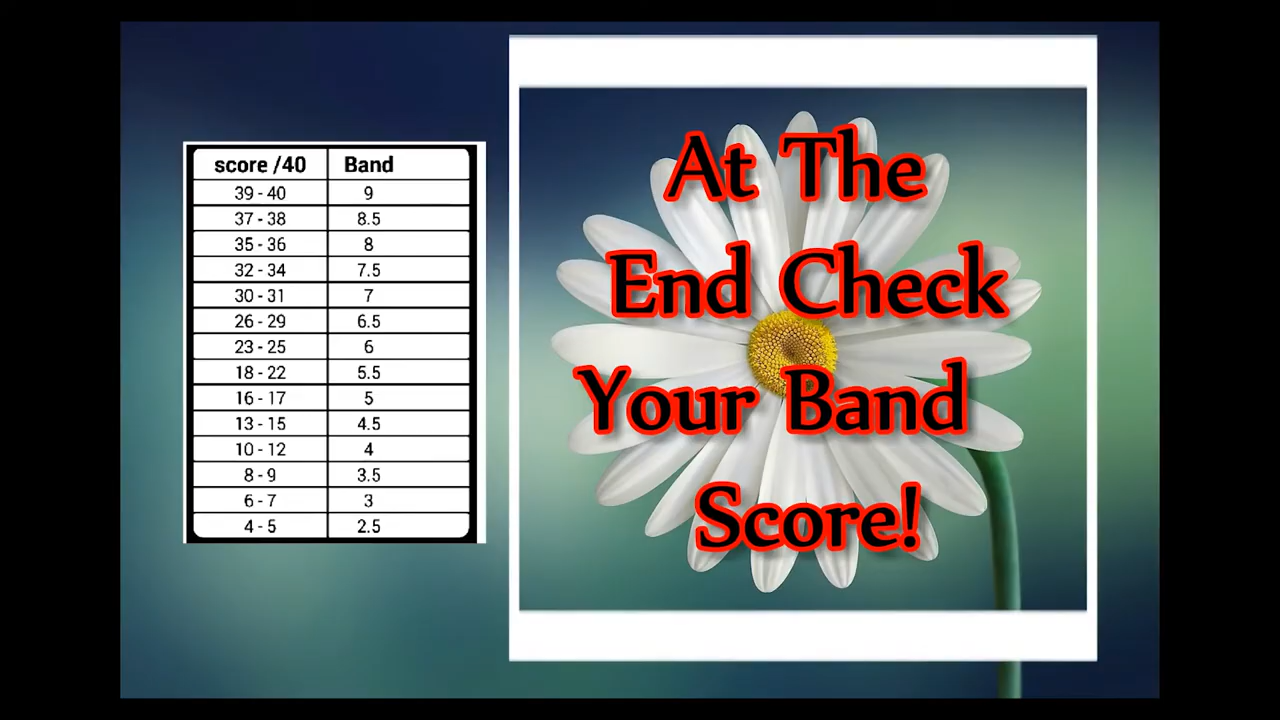 score /40 Band
39 - 40 9
37 - 38 8.5
35 - 36 8
32 - 34 7.5
30 - 31 7
26 - 29 6.5
23 - 25 6
18 - 22 5.5
16 - 17 5
13 - 15 4.5
10 - 12 4
8 - 9 3.5
6 - 7 3
4 - 5 2.5
At The
End Check
Your Band
Score!